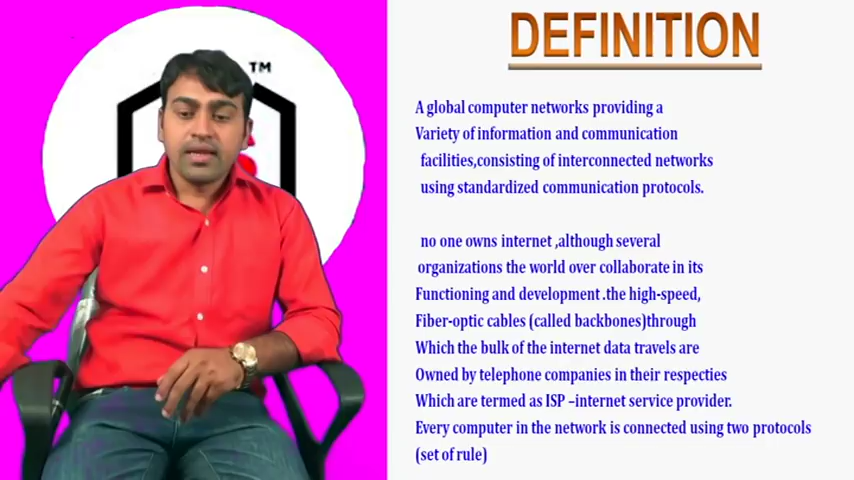 TM
DEFINITION
A global computer networks providing a
Variety of information and communication
facilities,consisting of interconnected networks
using standardized communication protocols.
no one owns internet ,although several
organizations the world over collaborate in its
Functioning and development .the high-speed,
Fiber-optic cables (called backbones)through
Which the bulk of the internet data travels are
Owned by telephone companies in their respecties
Which are termed as ISP –internet service provider.
Every computer in the network is connected using two protocols
(set of rule)